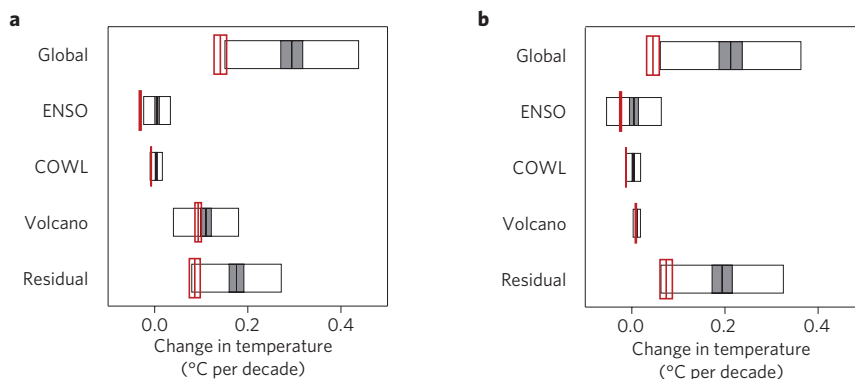 a
Global
ENSO
COWL
Volcano
Residual
0.0 0.2 0.4
Change in temperature
(°C per decade)
b
Global
ENSO
COWL
Volcano
Residual
0.0 0.2 0.4
Change in temperature
(°C per decade)